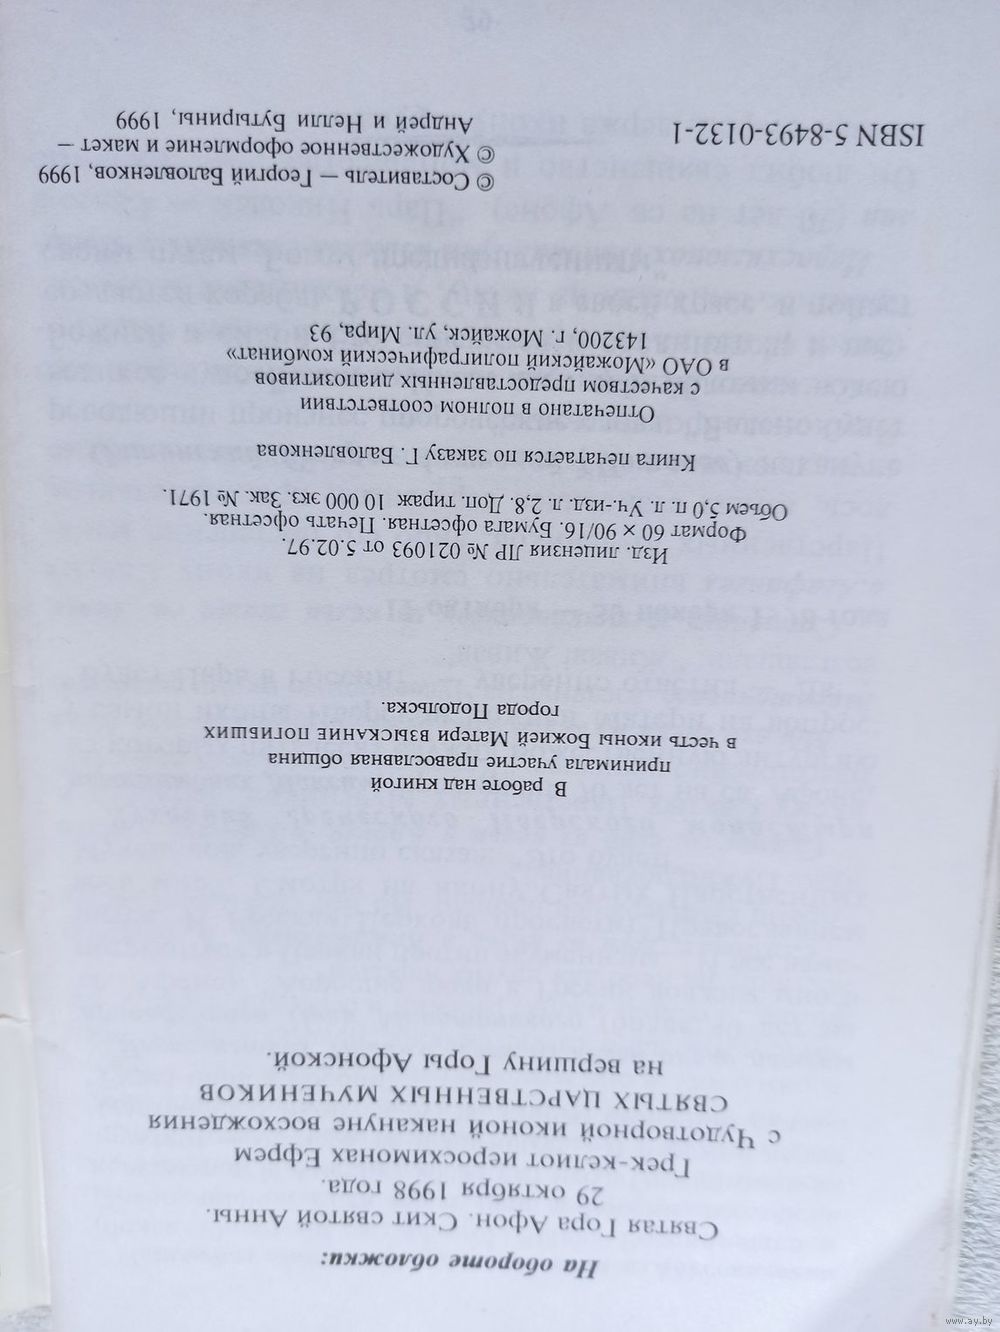 На обороте обложки:
Святая Гора Афон. Скит святой Анны.
29 октября 1998 года.
Грек-келиот иеросхимонах Ефрем
с Чудотворной иконой накануне восхождения
СВЯТЫХ ЦАРСТВЕННЫХ МУЧЕНИКОВ
на вершину Горы Афонской.
В работе над книгой
принимала участие православная община
в честь иконы Божией Матери ВЗЫСКАНИЕ ПОГИБШИХ
города Подольска.
Изд. лицензия ЛР № 021093 от 5.02.97.
Формат 60 × 90/16. Бумага офсетная. Печать офсетная.
Объем 5,0 п. л. Уч.-изд. л. 2,8. Доп. тираж 10 000 экз. Зак. № 1971.
Книга печатается по заказу Г. Баловленкова
Отпечатано в полном соответствии
с качеством предоставленных диапозитивов
в ОАО «Можайский полиграфический комбинат»
143200, г. Можайск, ул. Мира, 93
© Составитель — Георгий Баловленков, 1999
© Художественное оформление и макет —
Андрей и Нелли Бутырины, 1999
ISBN 5-8493-0132-1
www.ay.by